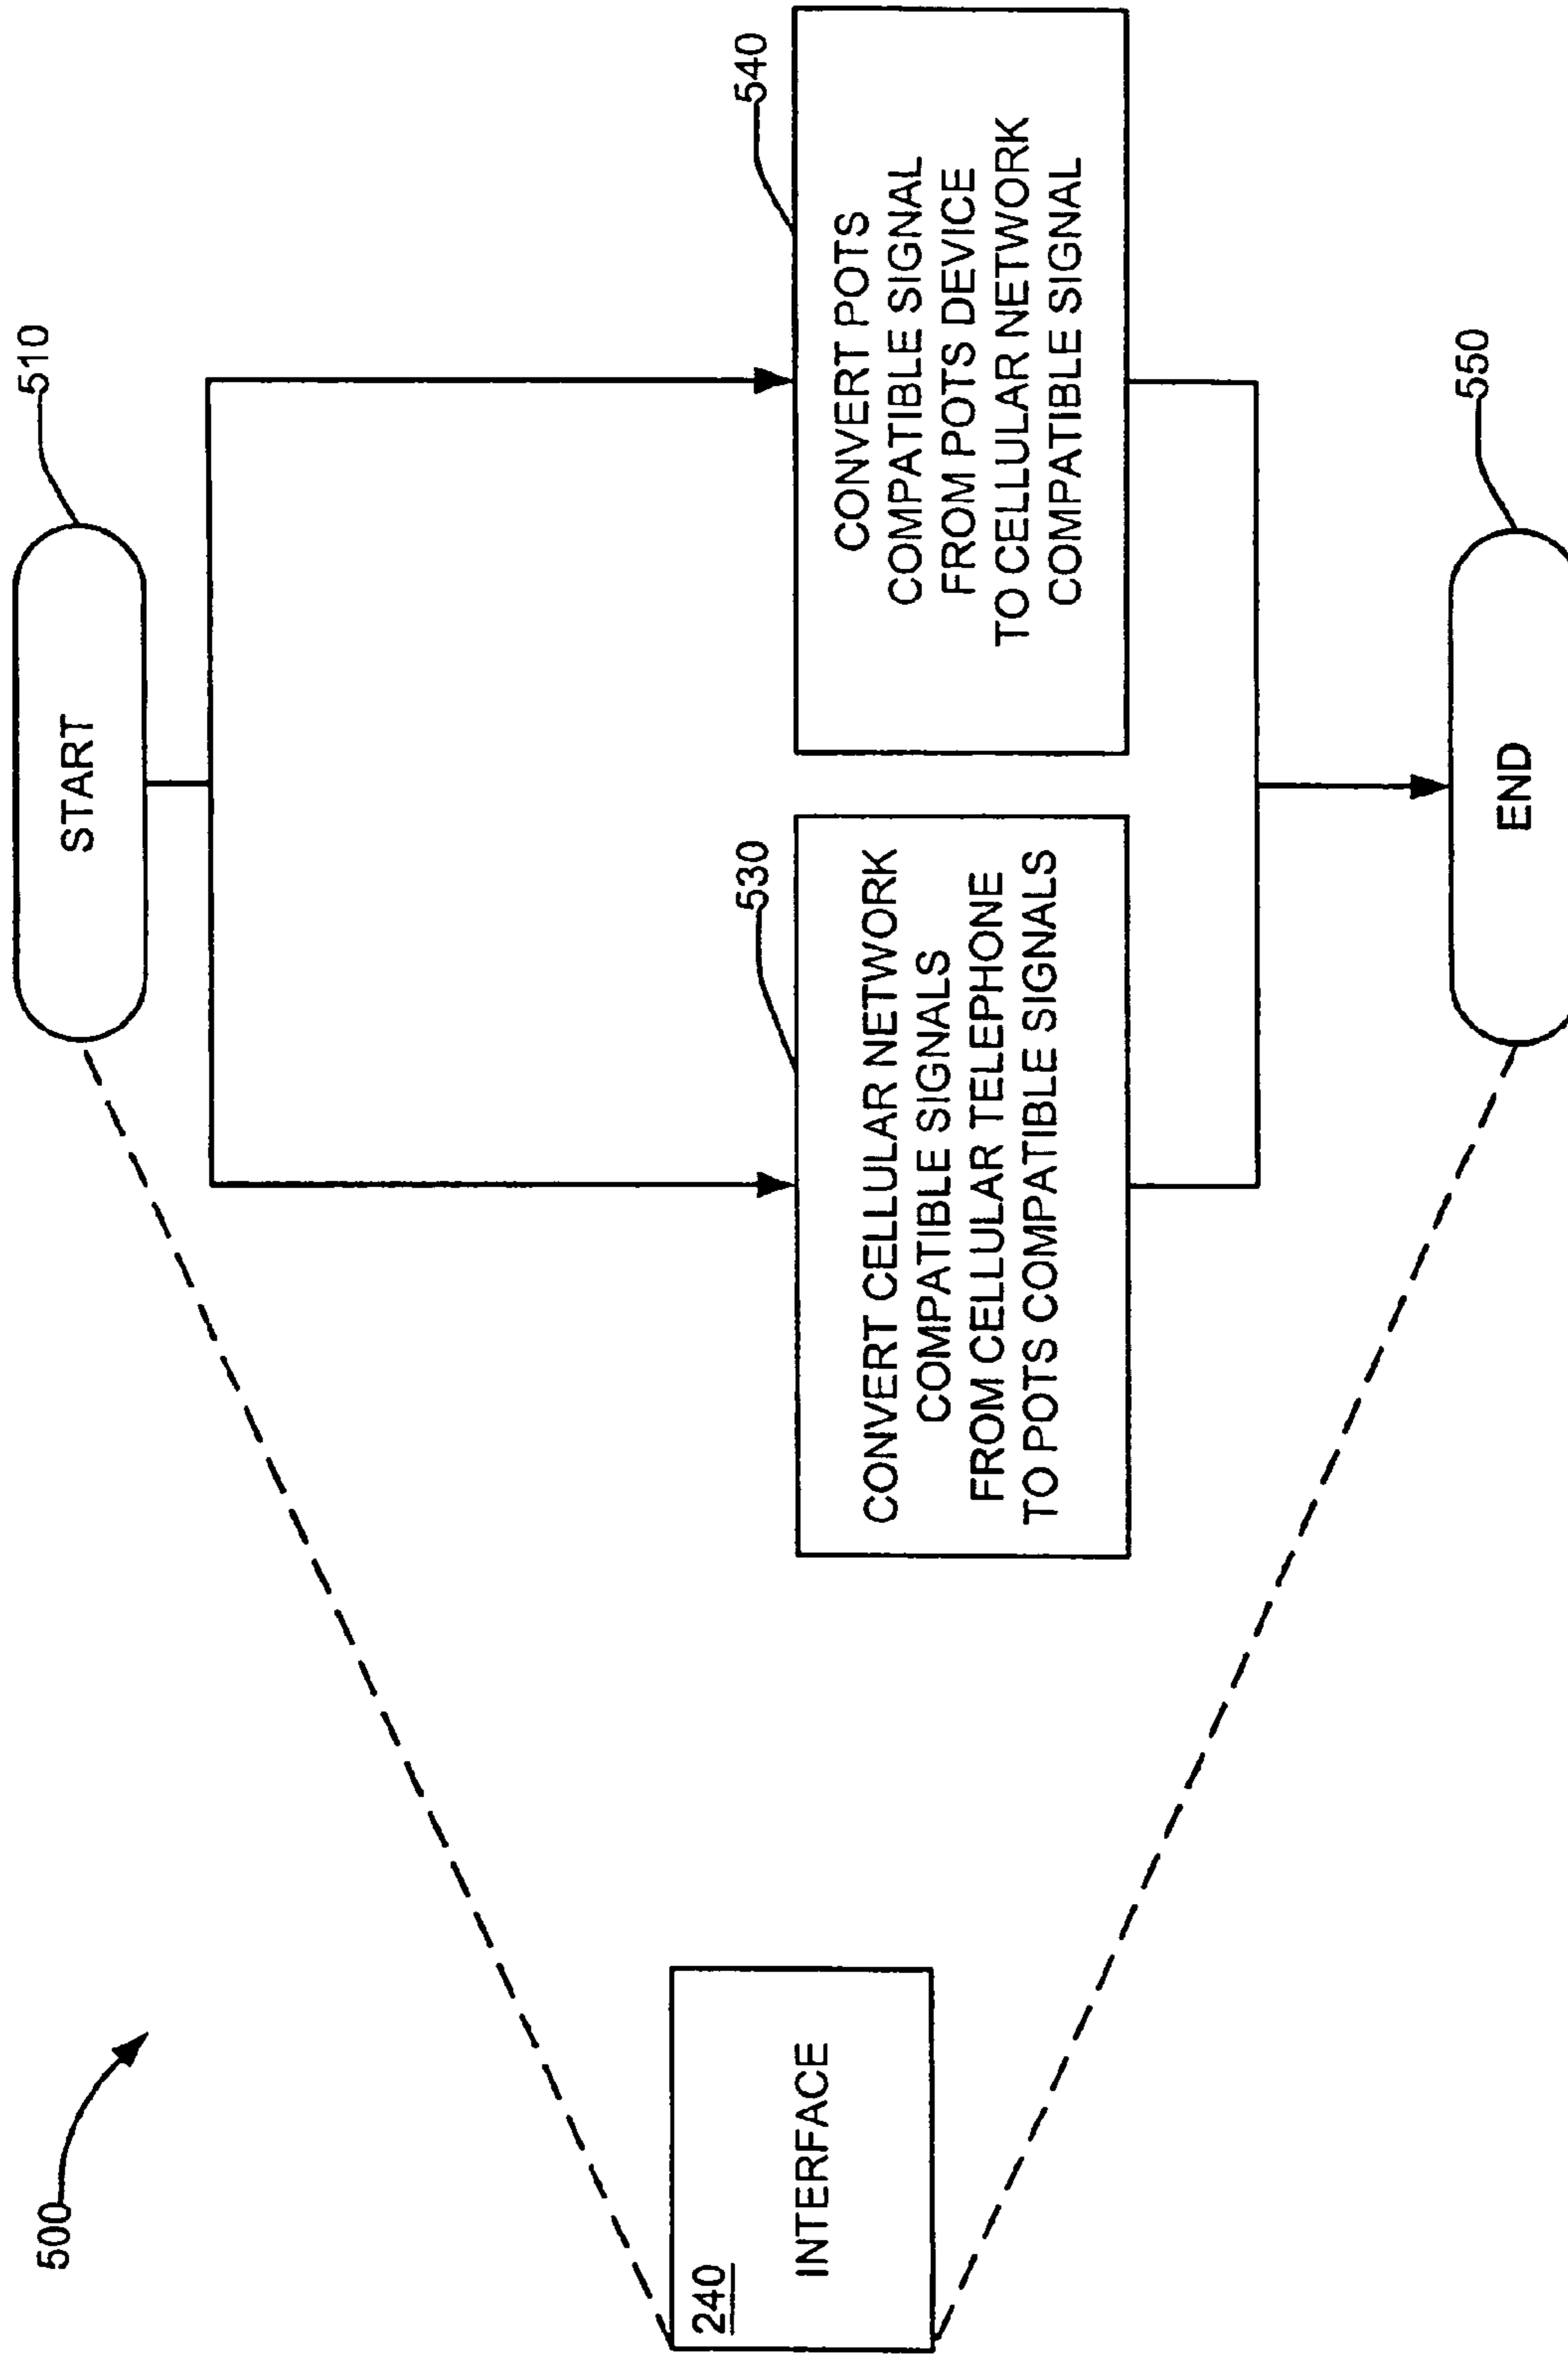 500
510
START
240
INTERFACE
530
CONVERT CELLULAR NETWORK
COMPATIBLE SIGNALS
FROM CELLULAR TELEPHONE
TO POTS COMPATIBLE SIGNALS
540
CONVERT POTS
COMPATIBLE SIGNAL
FROM POTS DEVICE
TO CELLULAR NETWORK
COMPATIBLE SIGNAL
550
END